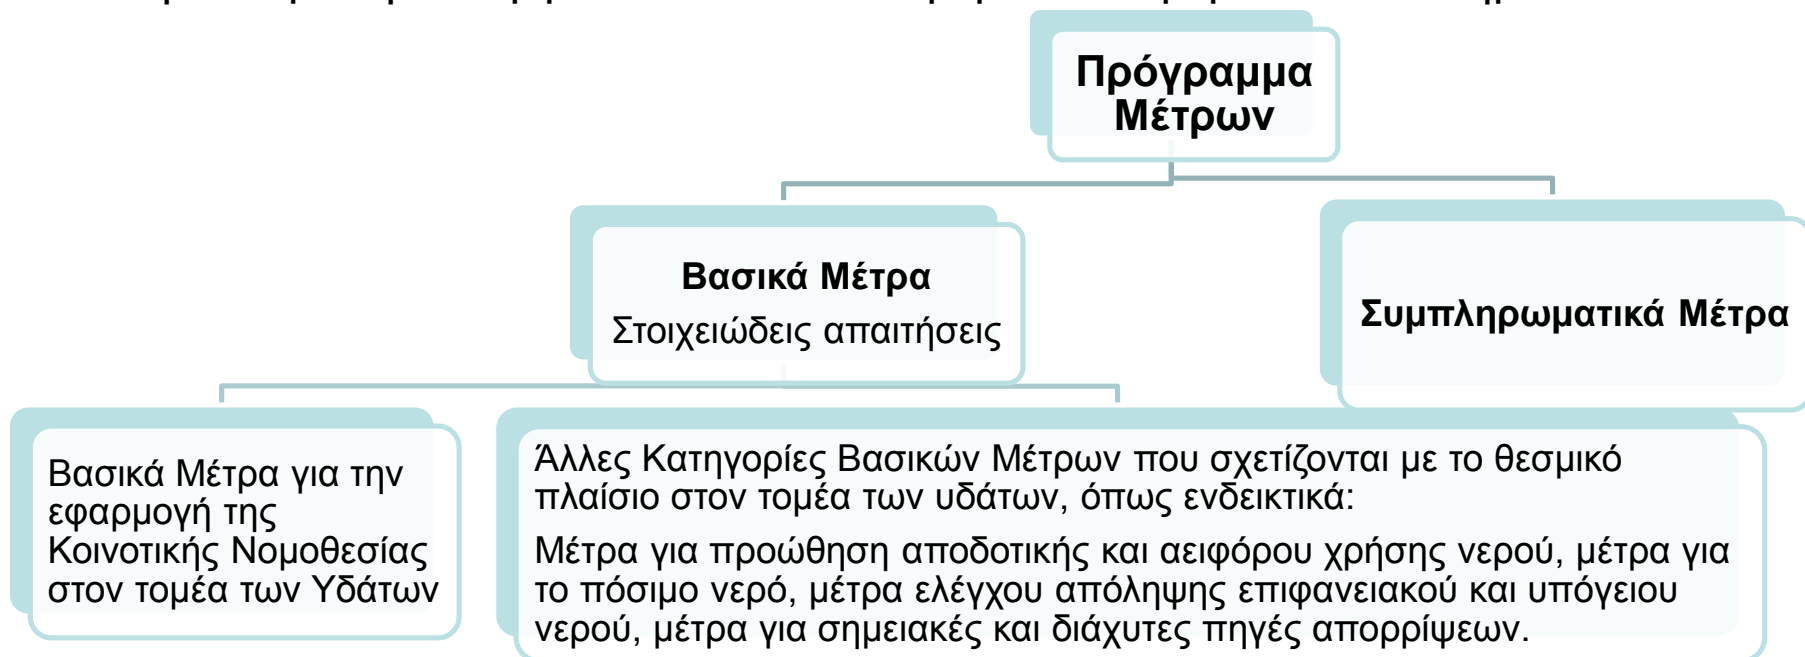 Πρόγραμμα
Μέτρων
Βασικά Μέτρα
Στοιχειώδεις απαιτήσεις
Συμπληρωματικά Μέτρα
Βασικά Μέτρα για την
εφαρμογή της
Κοινοτικής Νομοθεσίας
στον τομέα των Υδάτων
Άλλες Κατηγορίες Βασικών Μέτρων που σχετίζονται με το θεσμικό
πλαίσιο στον τομέα των υδάτων, όπως ενδεικτικά:
Μέτρα για προώθηση αποδοτικής και αειφόρου χρήσης νερού, μέτρα για
το πόσιμο νερό, μέτρα ελέγχου απόληψης επιφανειακού και υπόγειου
νερού, μέτρα για σημειακές και διάχυτες πηγές απορρίψεων.